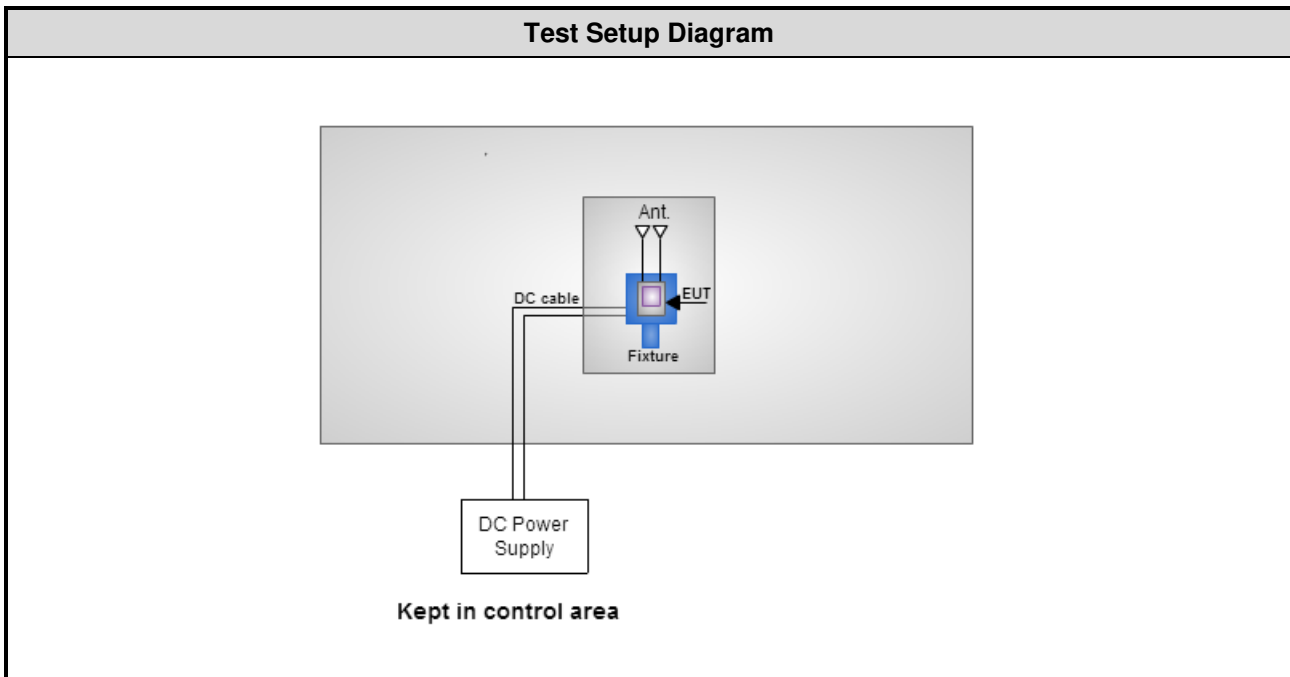 Test Setup Diagram
Ant.
DC cable
EUT
Fixture
DC Power
Supply
Kept in control area